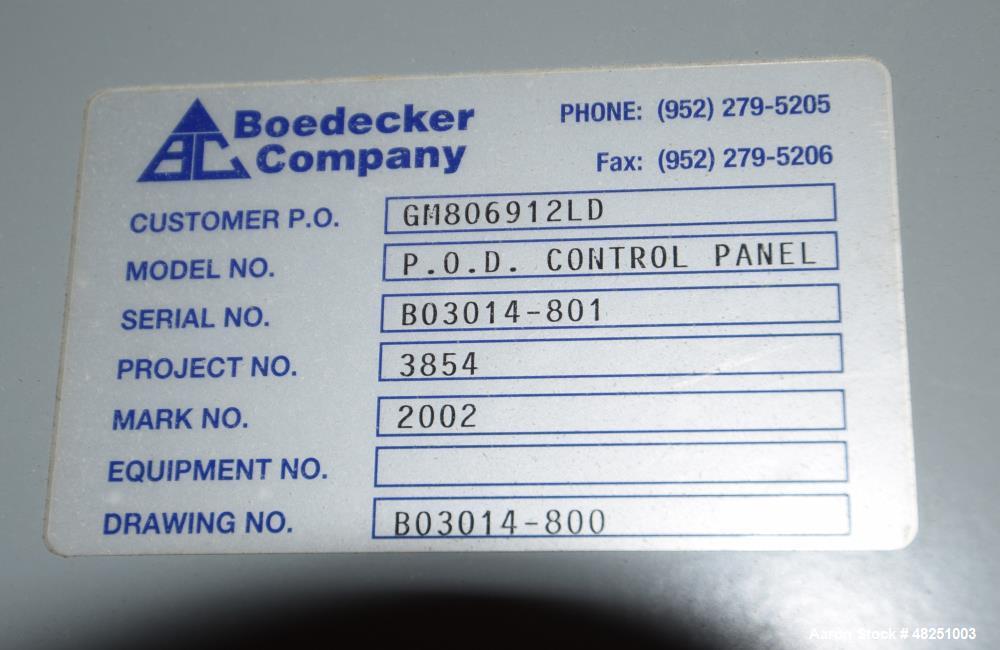 BC Boedecker Company
PHONE: (952) 279-5205
Fax: (952) 279-5206
CUSTOMER P.O. GM806912LD
MODEL NO. P.O.D. CONTROL PANEL
SERIAL NO. B03014-801
PROJECT NO. 3854
MARK NO. 2002
EQUIPMENT NO.
DRAWING NO. B03014-800
Aaron Stock # 48251003